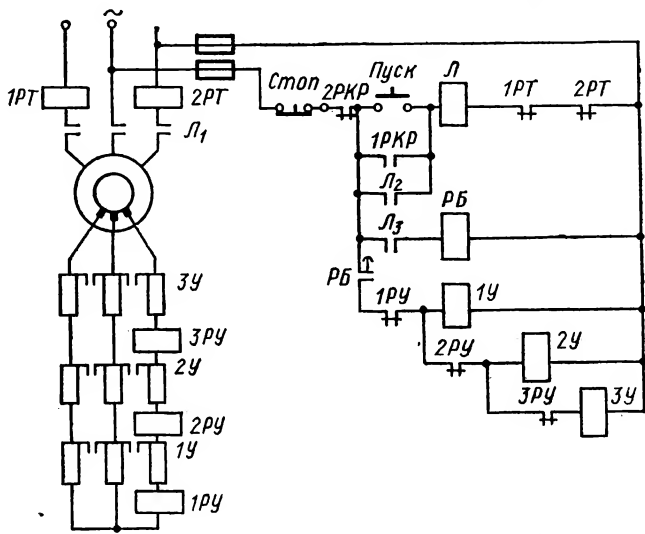 ~
1РТ
2РТ
Л₁
Стоп
2РКР
Пуск
Л
1РТ
2РТ
1РКР
Л₂
Л₃
РБ
РБ
1РУ
1У
2РУ
2У
3РУ
3У
3У
3РУ
2У
2РУ
1У
1РУ